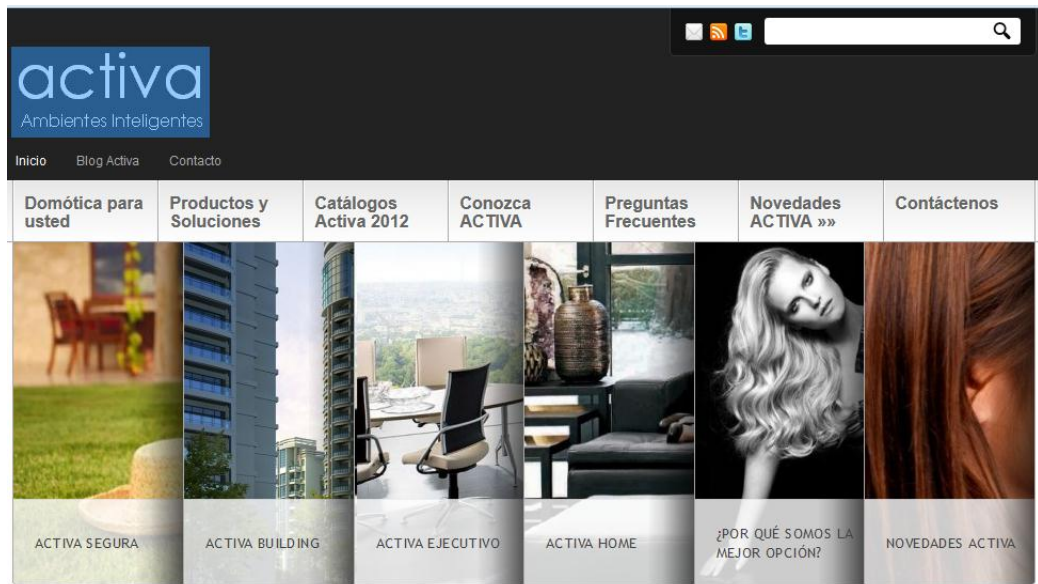 activa
Ambientes Inteligentes
Inicio Blog Activa Contacto
Domótica para usted
Productos y Soluciones
Catálogos Activa 2012
Conozca ACTIVA
Preguntas Frecuentes
Novedades ACTIVA »»
Contáctenos
ACTIVA SEGURA
ACTIVA BUILDING
ACTIVA EJECUTIVO
ACTIVA HOME
¿POR QUÉ SOMOS LA
MEJOR OPCIÓN?
NOVEDADES ACTIVA